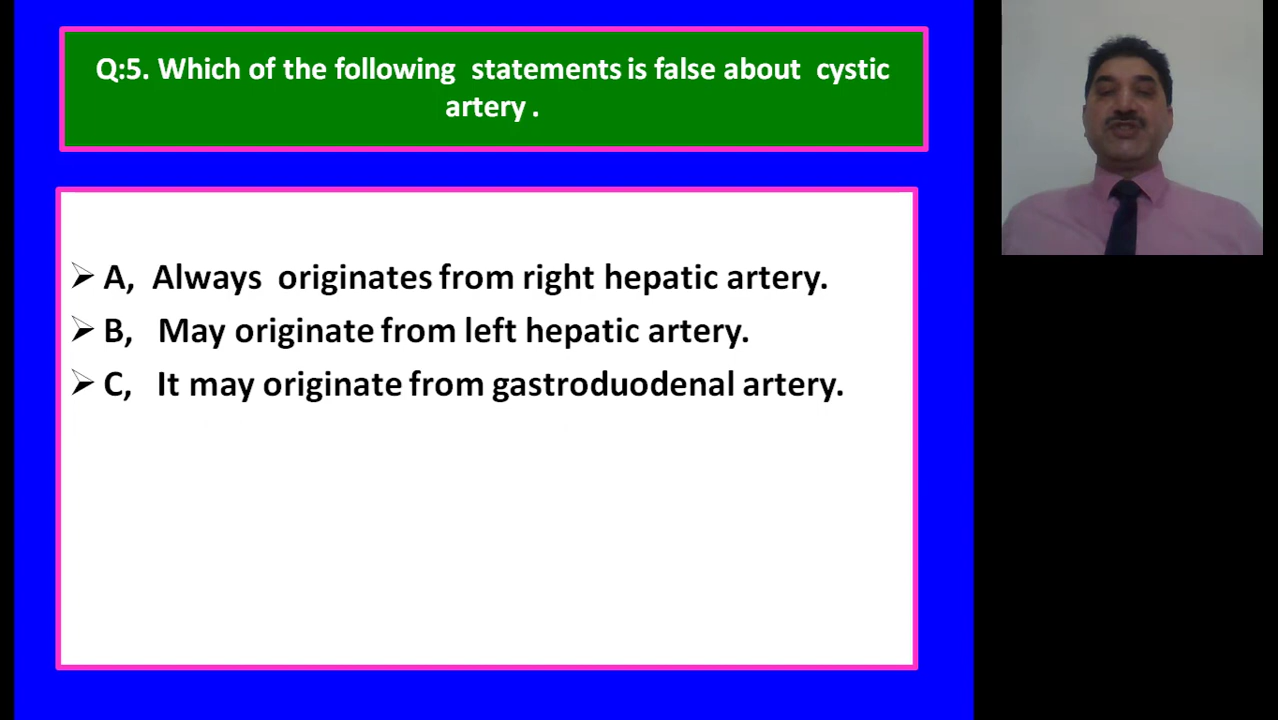 Q:5. Which of the following statements is false about cystic
artery .
A, Always originates from right hepatic artery.
B, May originate from left hepatic artery.
C, It may originate from gastroduodenal artery.